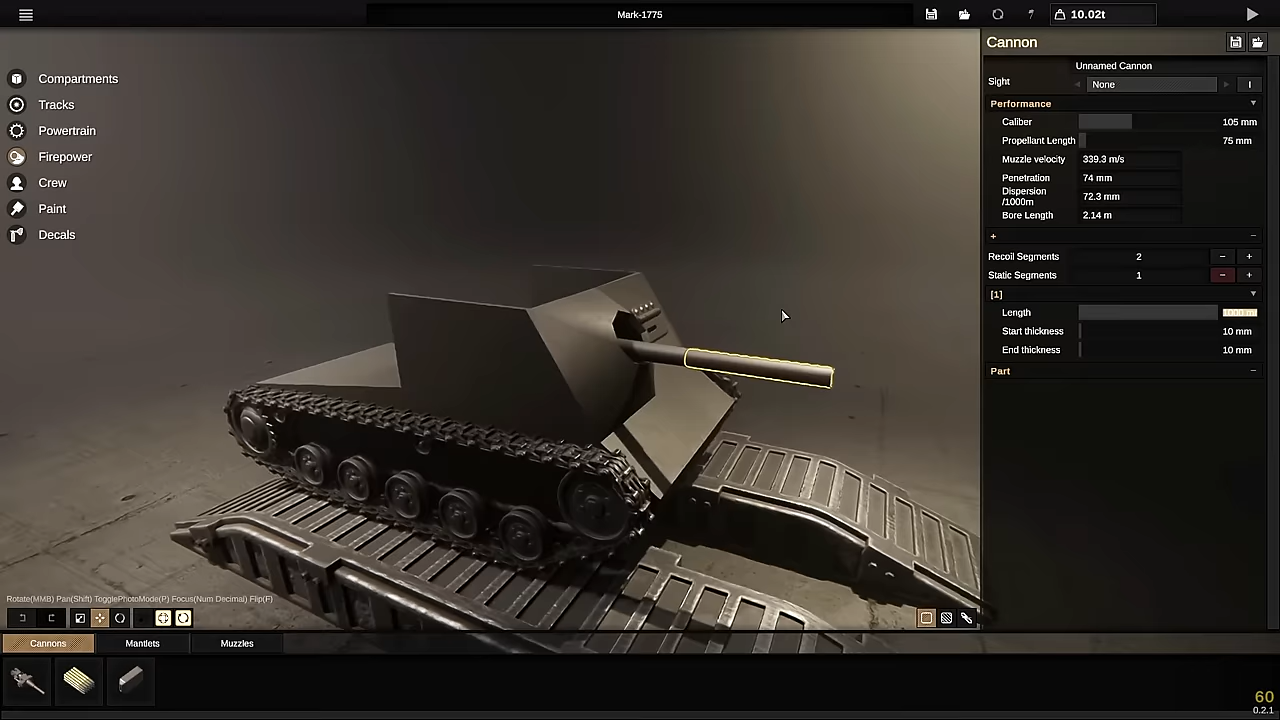 Mark-1775
10.02t
Compartments
Tracks
Powertrain
Firepower
Crew
Paint
Decals
Cannon
Unnamed Cannon
Sight
None
I
Performance
Caliber
105 mm
Propellant Length
75 mm
Muzzle velocity
339.3 m/s
Penetration
74 mm
Dispersion
/1000m
72.3 mm
Bore Length
2.14 m
+
−
Recoil Segments
2
−
+
Static Segments
1
−
+
[1]
Length
Start thickness
10 mm
End thickness
10 mm
Part
−
Rotate(MMB) Pan(Shift) TogglePhotoMode(P) Focus(Num Decimal) Flip(F)
Cannons
Mantlets
Muzzles
60
0.2.1